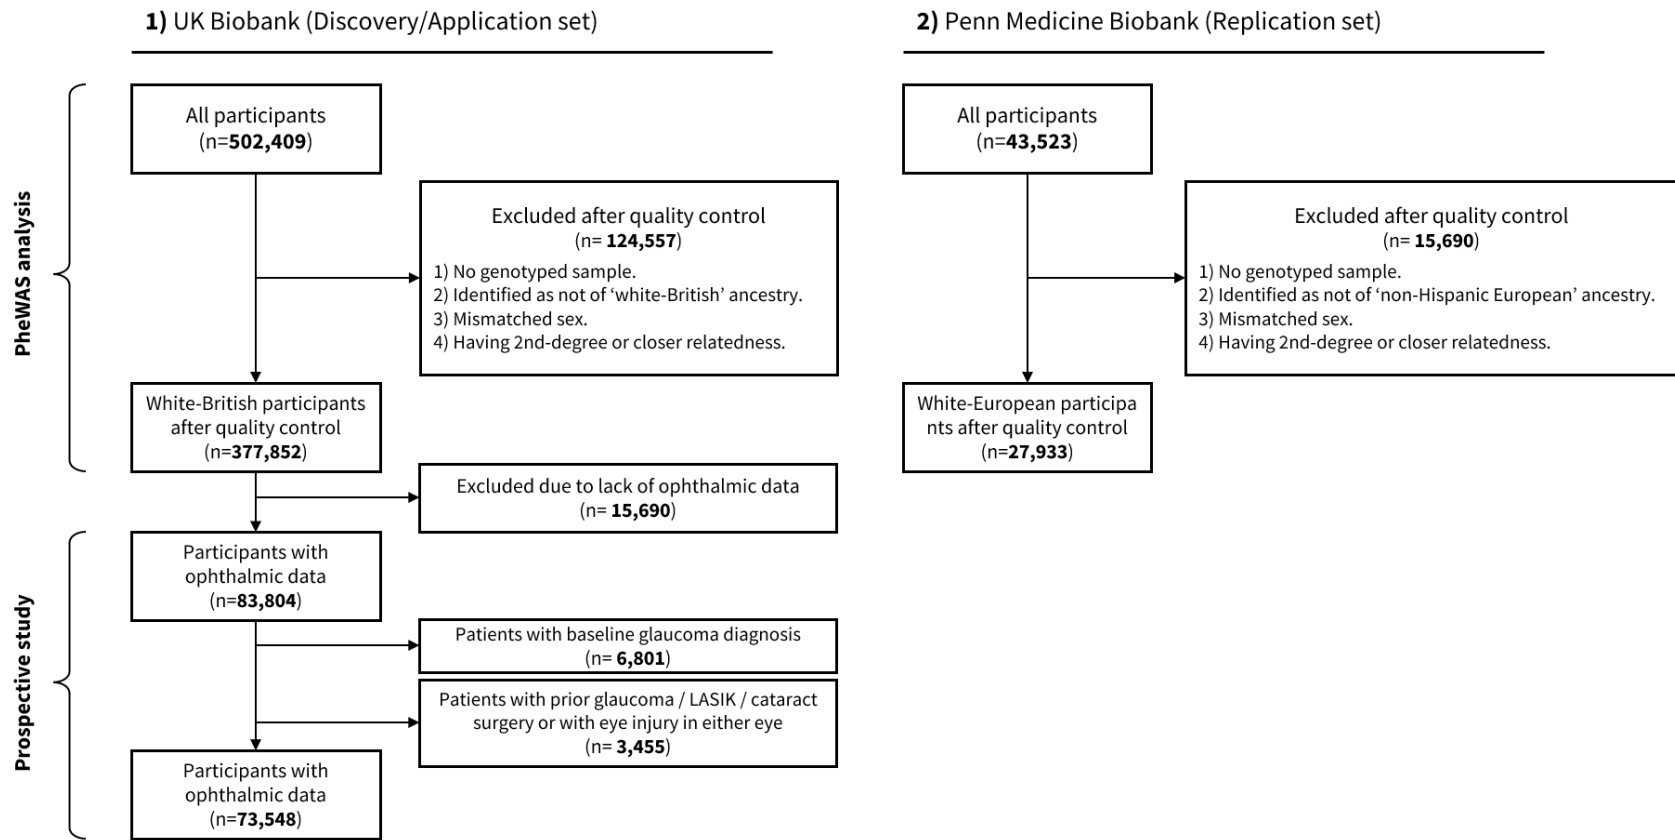 1) UK Biobank (Discovery/Application set)
PheWAS analysis
All participants
(n=502,409)
Excluded after quality control
(n= 124,557)
1) No genotyped sample.
2) Identified as not of ‘white-British’ ancestry.
3) Mismatched sex.
4) Having 2nd-degree or closer relatedness.
White-British participants
after quality control
(n=377,852)
Excluded due to lack of ophthalmic data
(n= 15,690)
Prospective study
Participants with
ophthalmic data
(n=83,804)
Patients with baseline glaucoma diagnosis
(n= 6,801)
Patients with prior glaucoma / LASIK / cataract
surgery or with eye injury in either eye
(n= 3,455)
Participants with
ophthalmic data
(n=73,548)
2) Penn Medicine Biobank (Replication set)
All participants
(n=43,523)
Excluded after quality control
(n= 15,690)
1) No genotyped sample.
2) Identified as not of ‘non-Hispanic European’ ancestry.
3) Mismatched sex.
4) Having 2nd-degree or closer relatedness.
White-European participa
nts after quality control
(n=27,933)